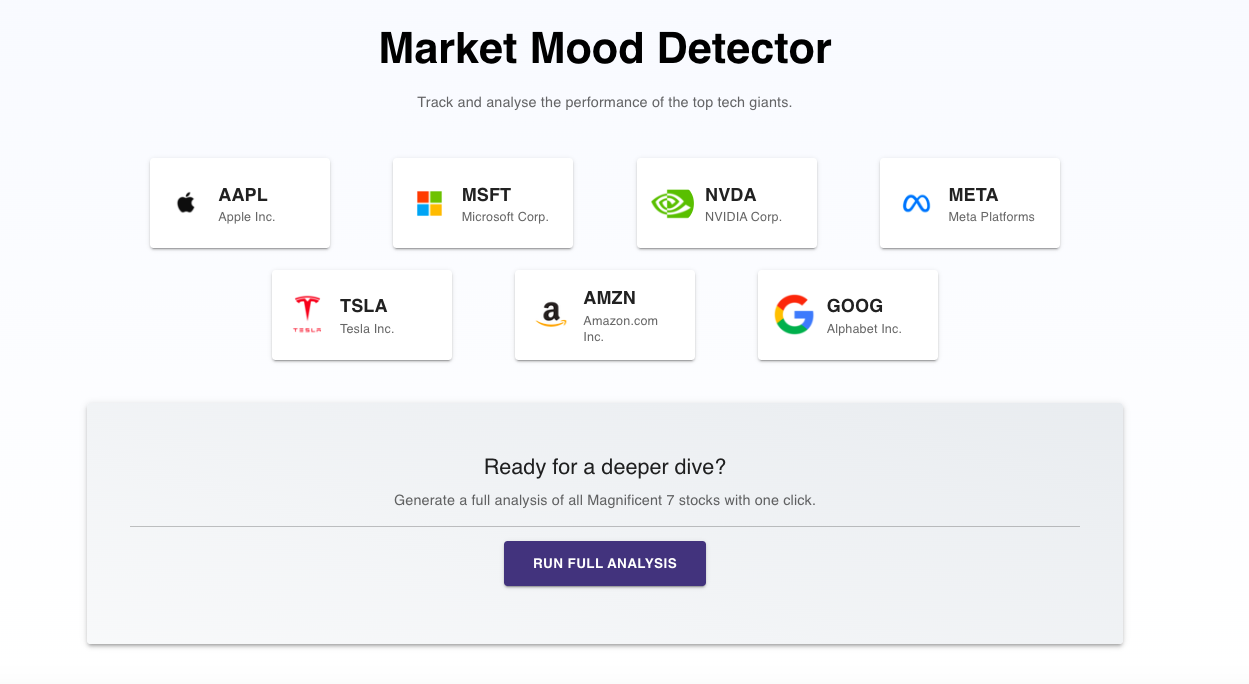 Market Mood Detector
Track and analyse the performance of the top tech giants.
AAPL
Apple Inc.
MSFT
Microsoft Corp.
NVDA
NVIDIA Corp.
META
Meta Platforms
TESLA
TSLA
Tesla Inc.
a
AMZN
Amazon.com
Inc.
G
GOOG
Alphabet Inc.
Ready for a deeper dive?
Generate a full analysis of all Magnificent 7 stocks with one click.
RUN FULL ANALYSIS